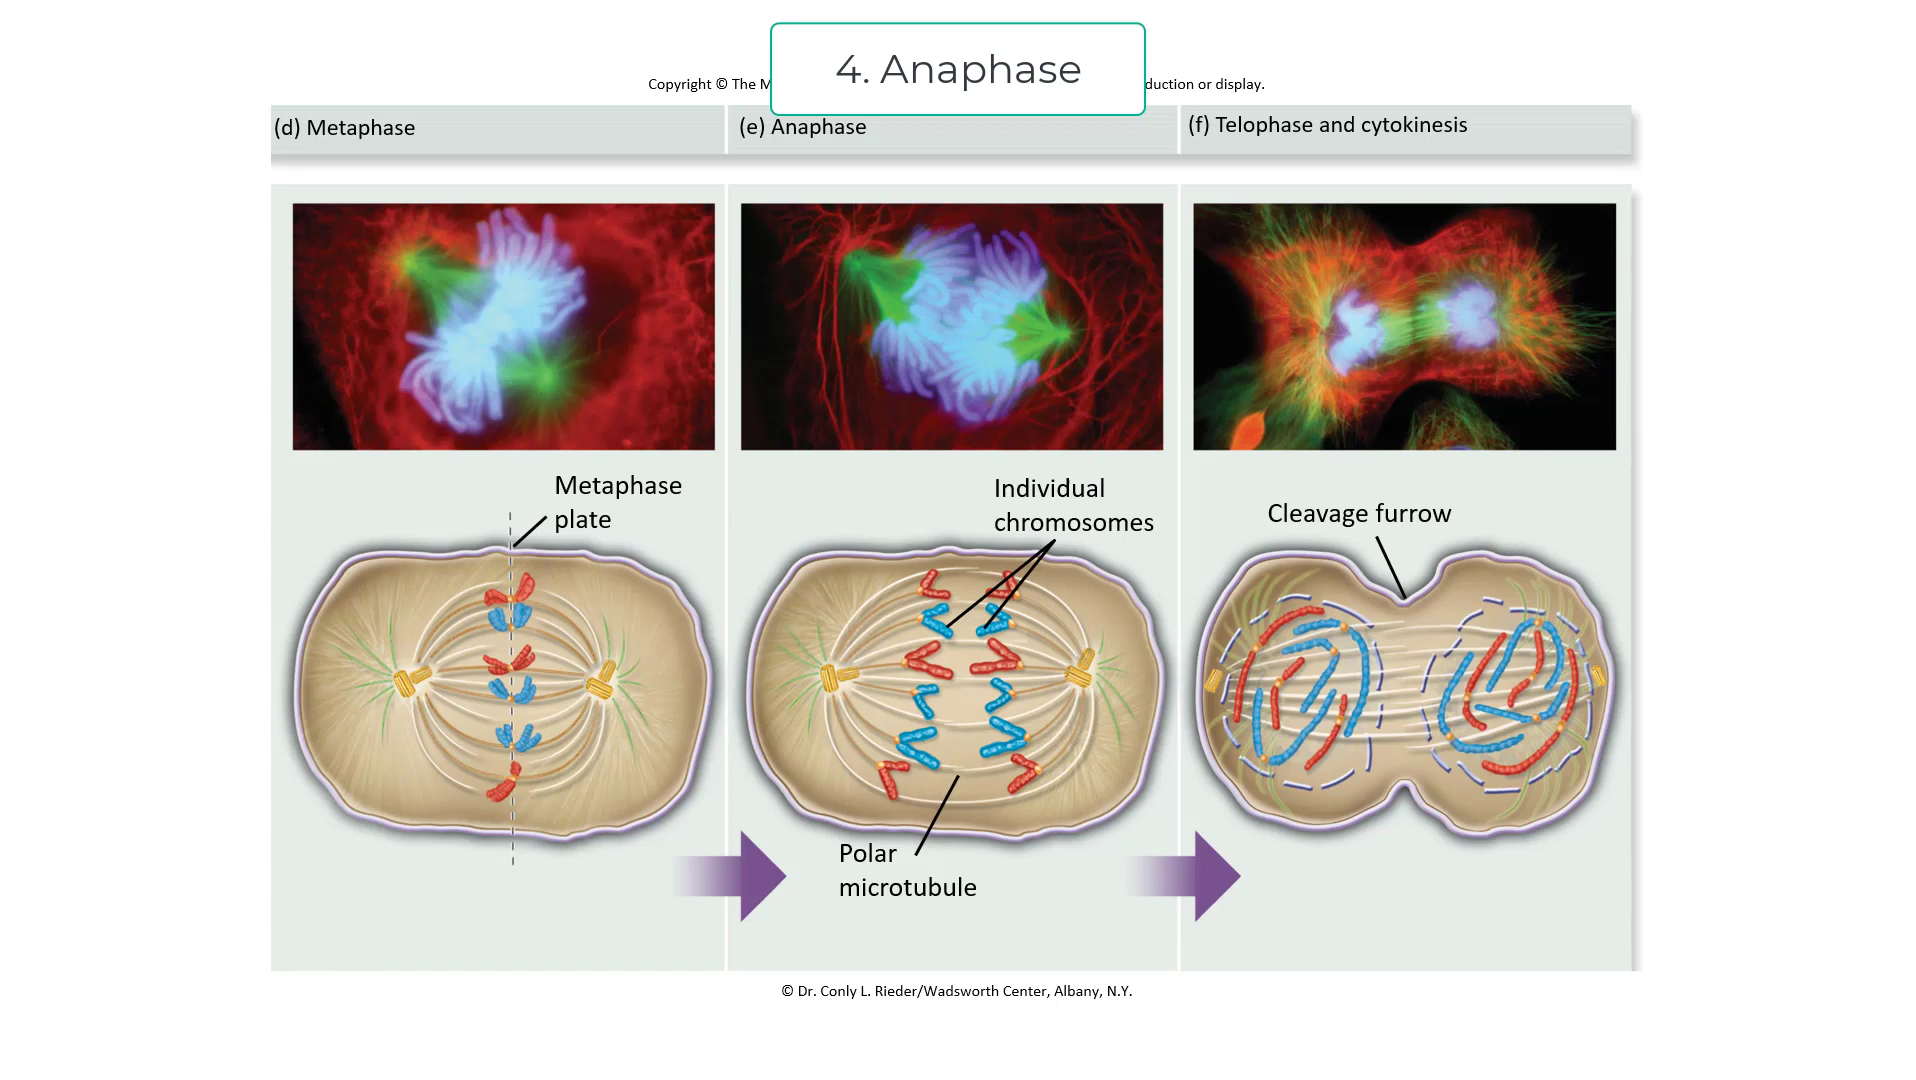 4. Anaphase
Copyright © The M
duction or display.
(d) Metaphase
(e) Anaphase
(f) Telophase and cytokinesis
Metaphase
plate
Individual
chromosomes
Cleavage furrow
Polar
microtubule
© Dr. Conly L. Rieder/Wadsworth Center, Albany, N.Y.